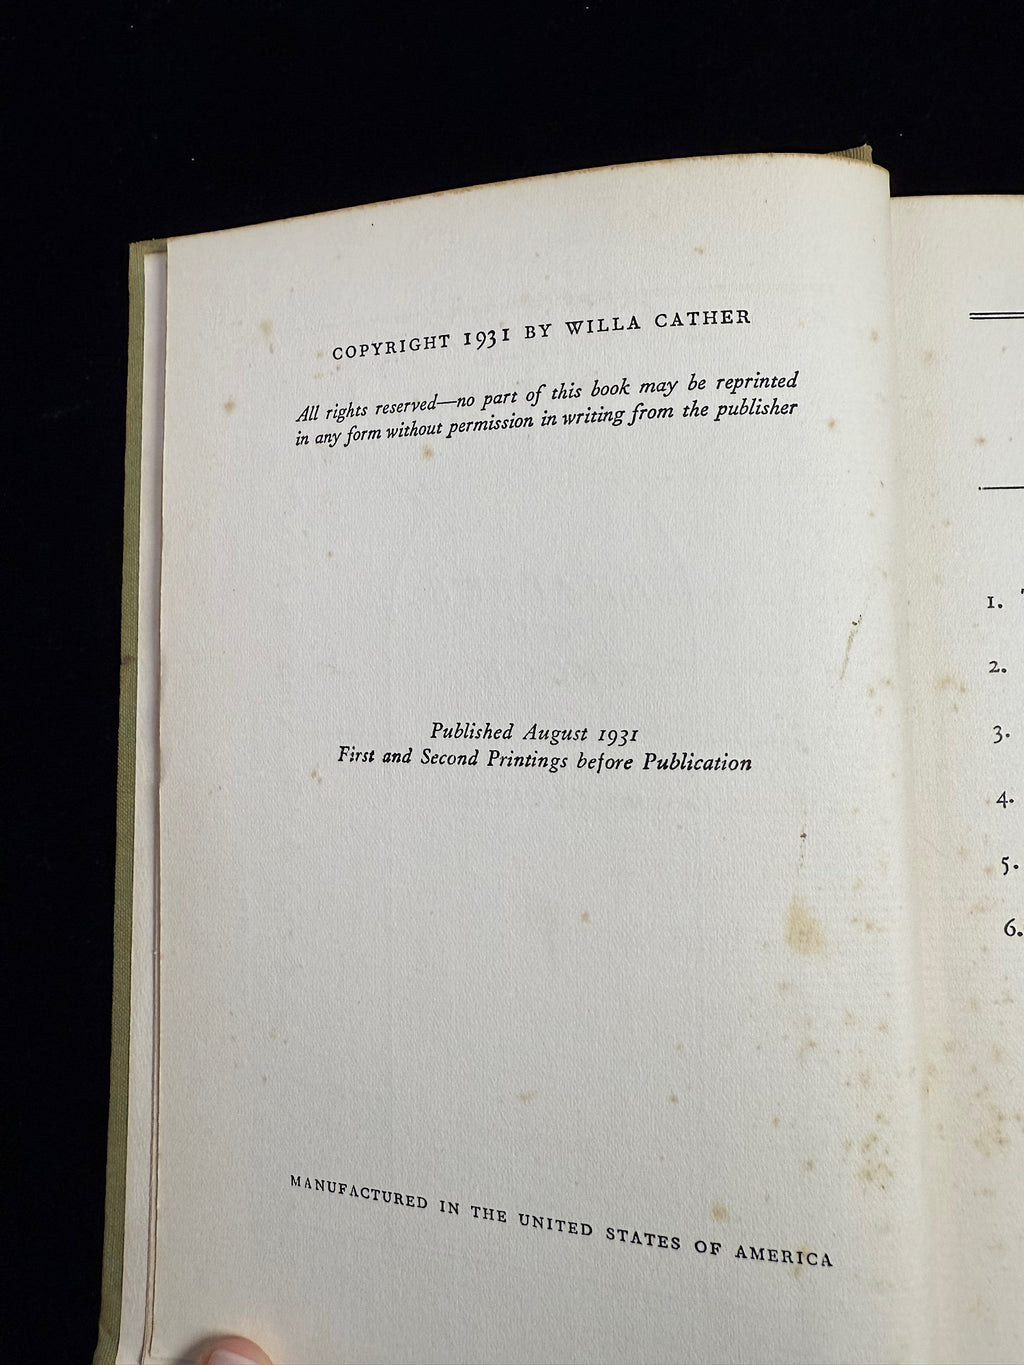 COPYRIGHT 1931 BY WILLA CATHER
All rights reserved—no part of this book may be reprinted
in any form without permission in writing from the publisher
Published August 1931
First and Second Printings before Publication
MANUFACTURED IN THE UNITED STATES OF AMERICA
1.
2.
3.
4.
5.
6.